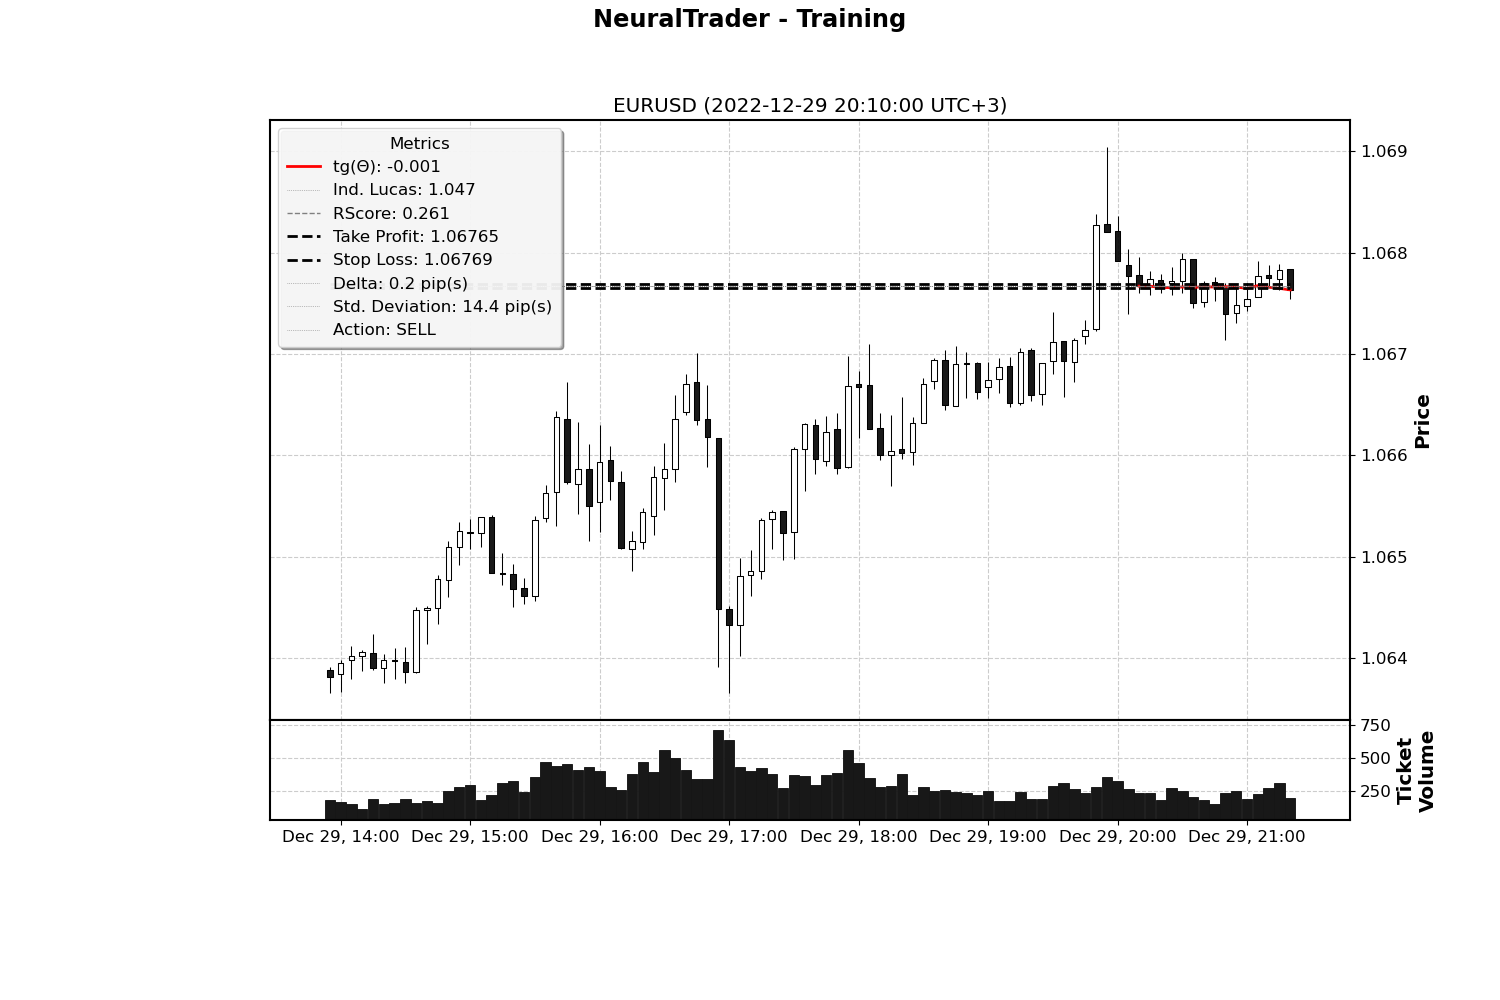 NeuralTrader - Training
EURUSD (2022-12-29 20:10:00 UTC+3)
Metrics
tg(Θ): -0.001
Ind. Lucas: 1.047
RScore: 0.261
Take Profit: 1.06765
Stop Loss: 1.06769
Delta: 0.2 pip(s)
Std. Deviation: 14.4 pip(s)
Action: SELL
1.069
1.068
1.067
1.066
1.065
1.064
Price
750
500
250
Ticket
Volume
Dec 29, 14:00
Dec 29, 15:00
Dec 29, 16:00
Dec 29, 17:00
Dec 29, 18:00
Dec 29, 19:00
Dec 29, 20:00
Dec 29, 21:00